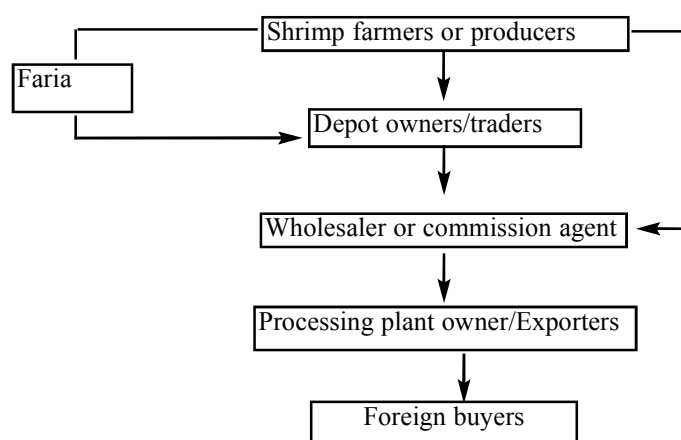 Shrimp farmers or producers
Faria
Depot owners/traders
Wholesaler or commission agent
Processing plant owner/Exporters
Foreign buyers